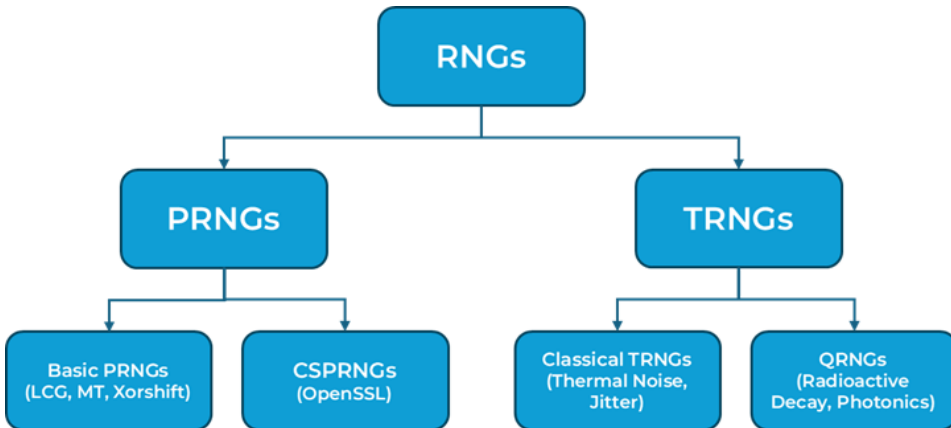 RNGs
PRNGs
TRNGs
Basic PRNGs
(LCG, MT, Xorshift)
CSPRNGs
(OpenSSL)
Classical TRNGs
(Thermal Noise,
Jitter)
QRNGs
(Radioactive
Decay, Photonics)